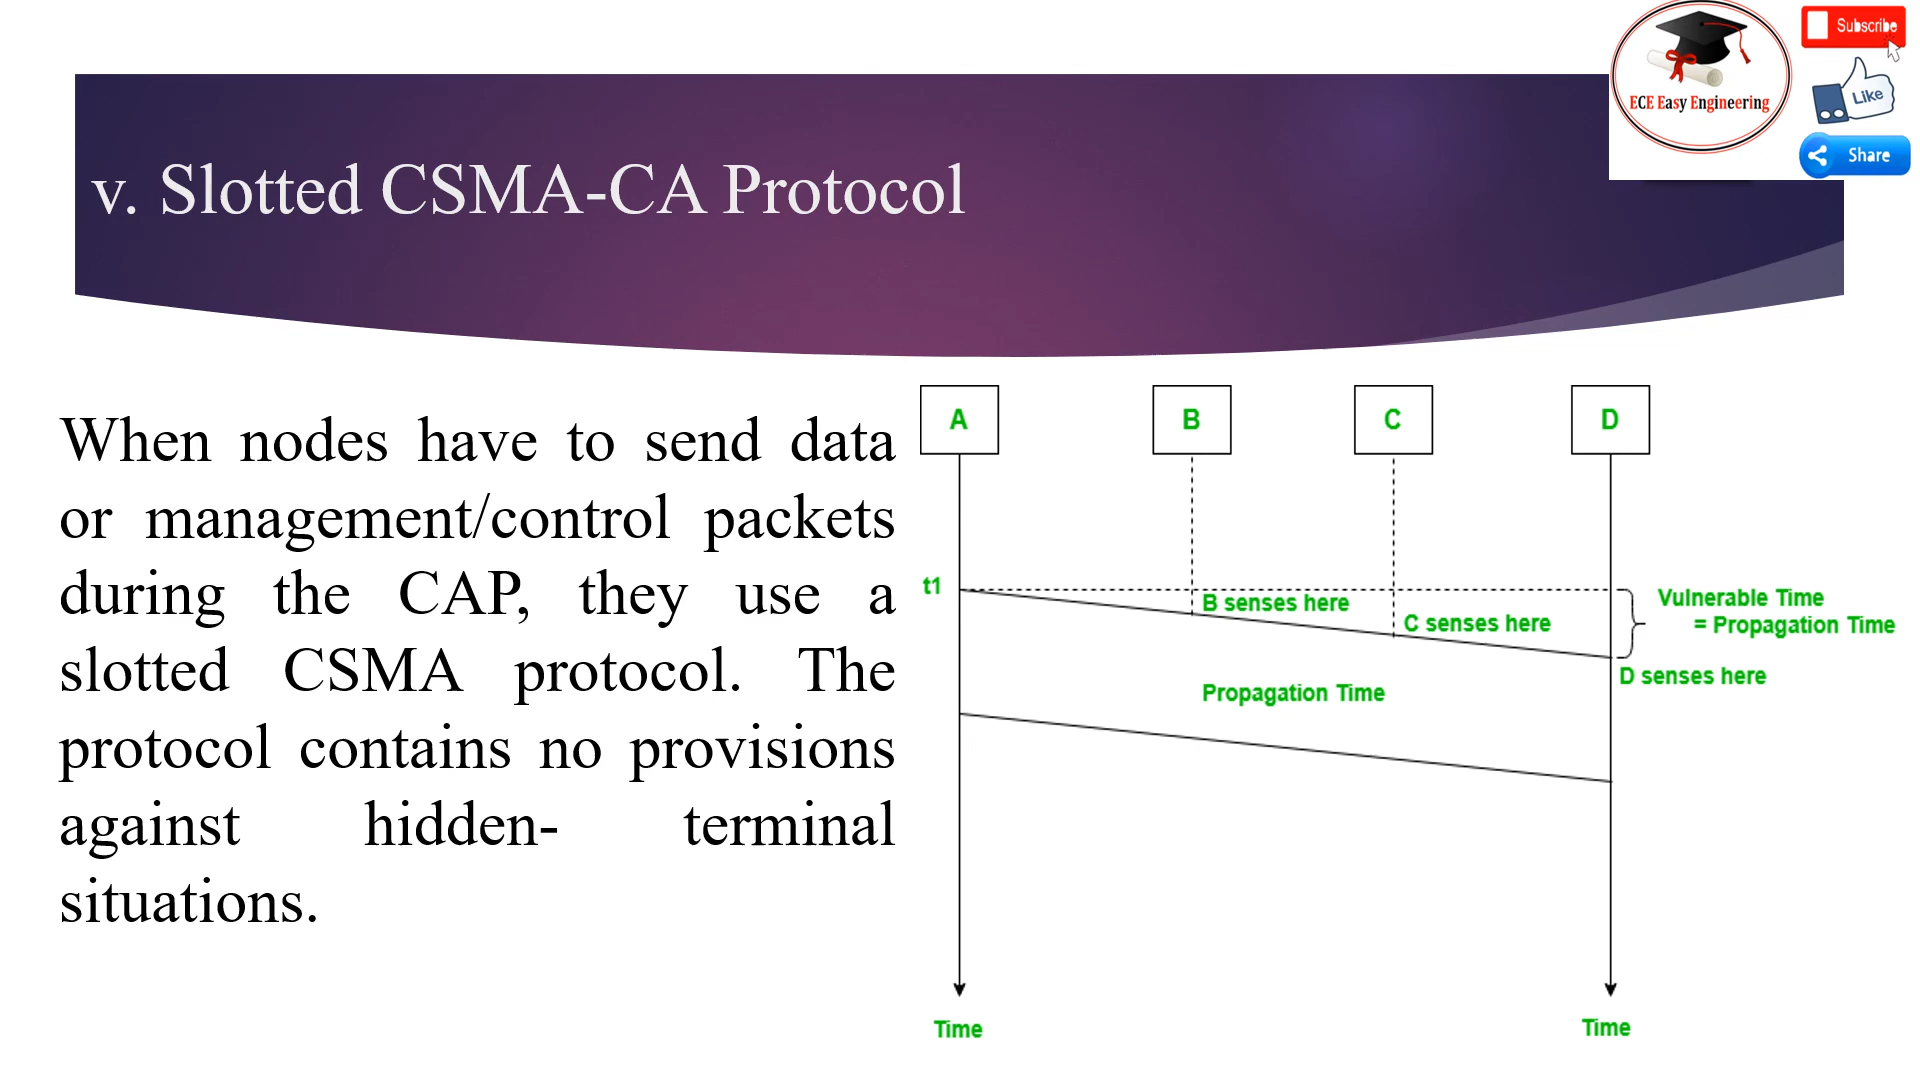 Subscribe
ECE Easy Engineering
Like
Share
v. Slotted CSMA-CA Protocol
When nodes have to send data
or management/control packets
during the CAP, they use a
slotted CSMA protocol. The
protocol contains no provisions
against hidden- terminal
situations.
A
B
C
D
t1
B senses here
C senses here
Vulnerable Time
= Propagation Time
D senses here
Propagation Time
Time
Time